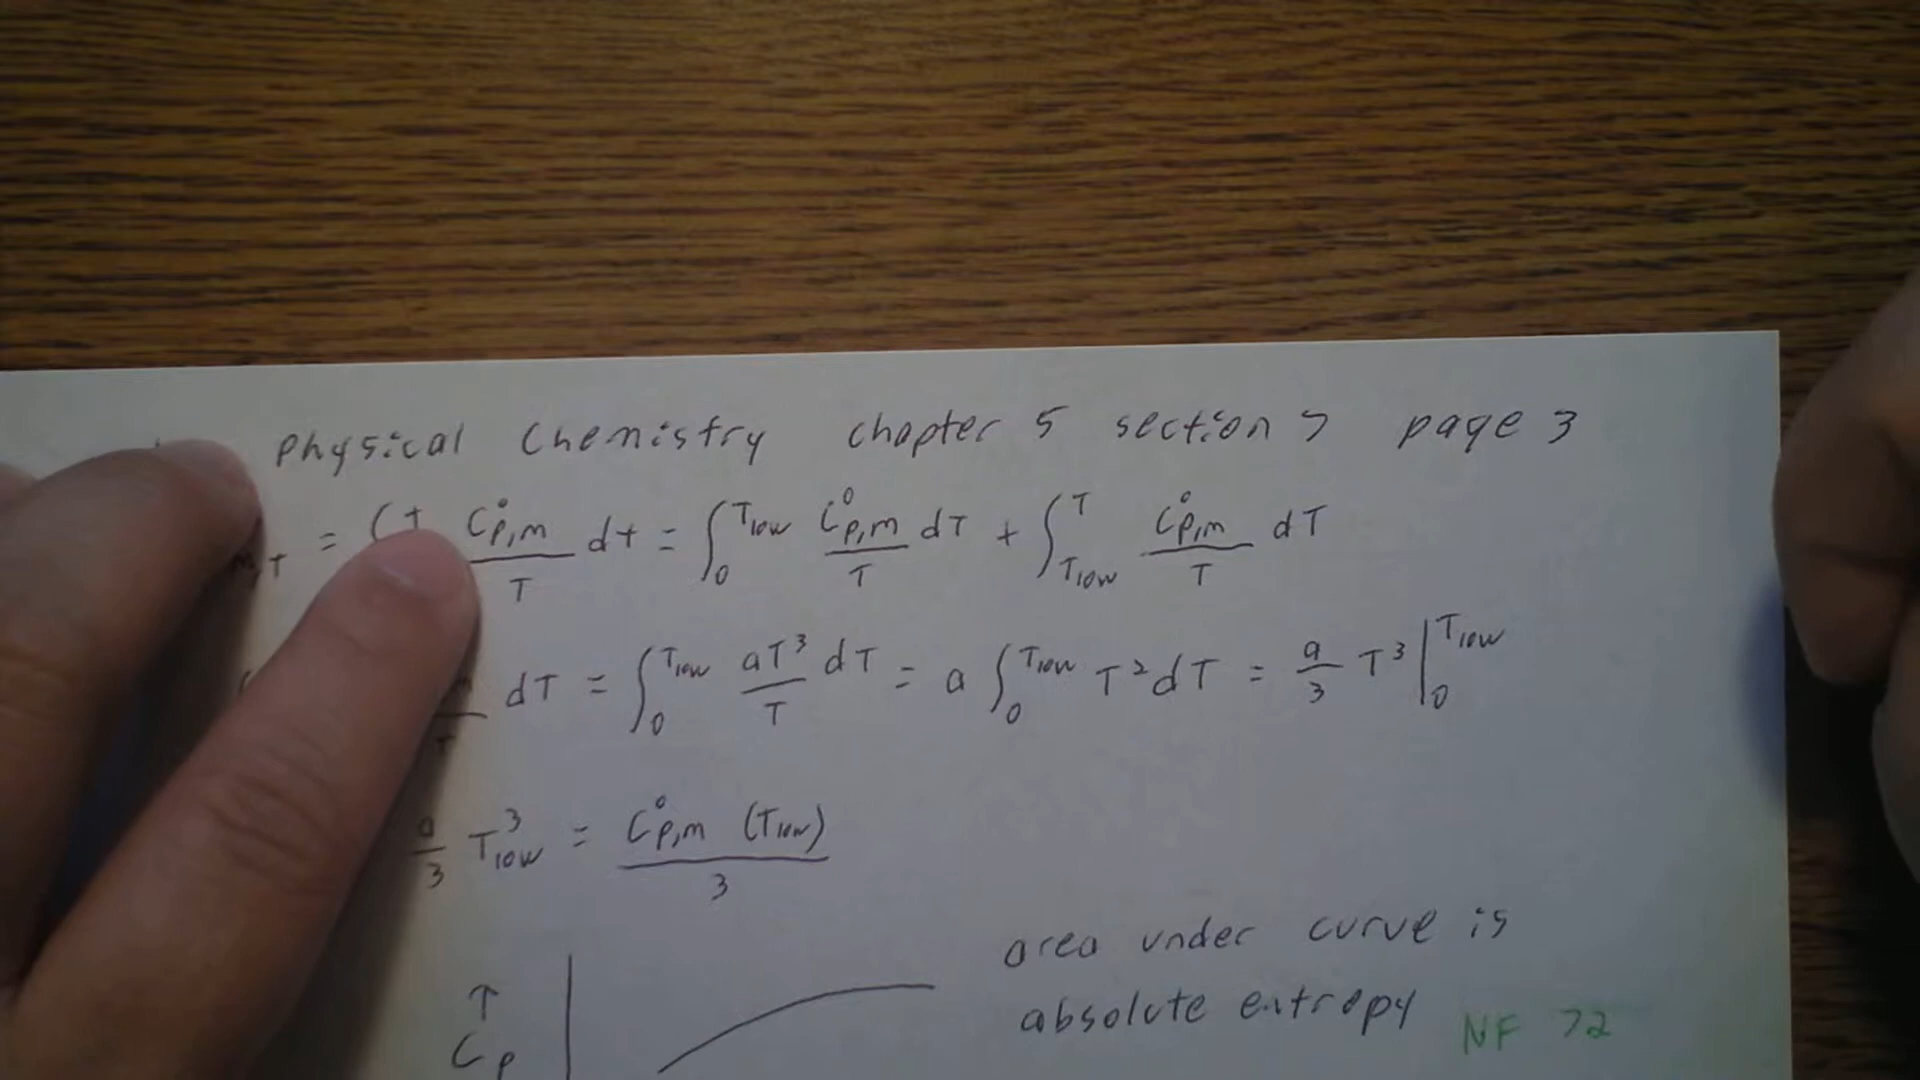 Physical Chemistry chapter 5 section 7 page 3
= ∫ C°p,m / T dt = ∫₀^Tlow C°p,m / T dT + ∫_Tlow^T C°p,m / T dT
dT = ∫₀^Tlow aT³ / T dT = a ∫₀^Tlow T² dT = a/3 T³ |₀^Tlow
a/3 T³low = C°p,m (Tlow) / 3
area under curve is
absolute entropy
NF 72
↑
Cp